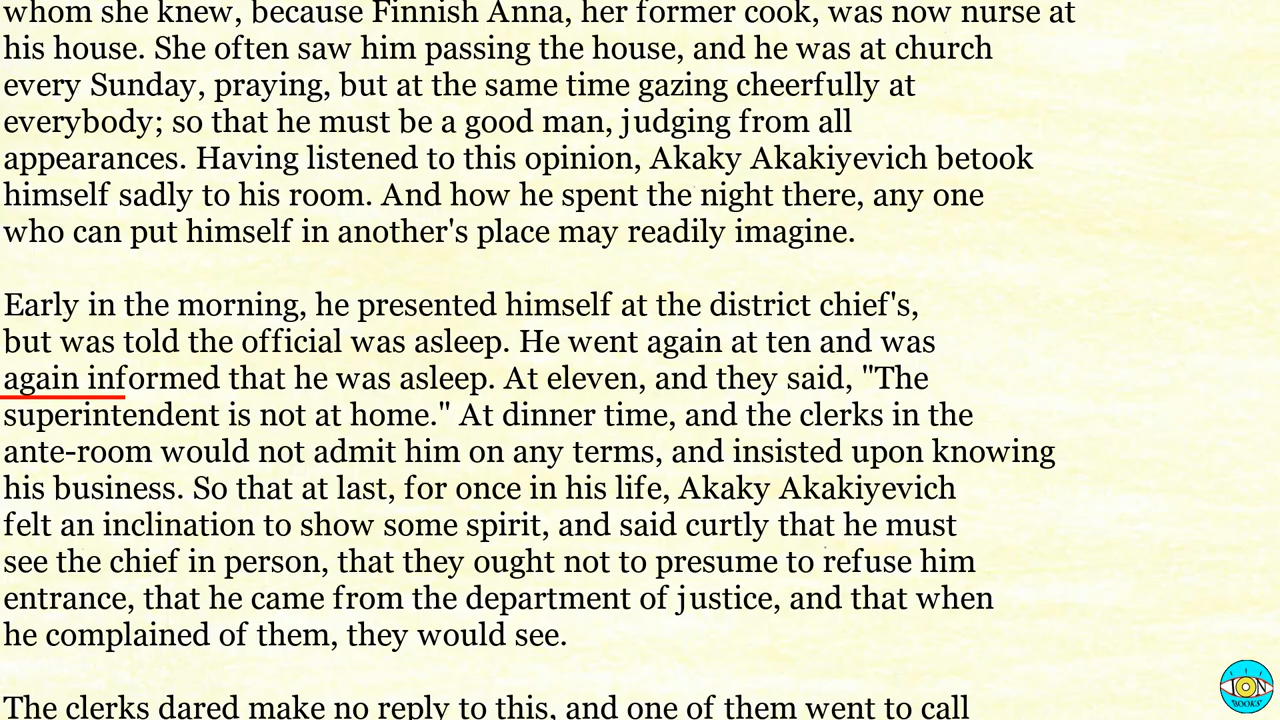 whom she knew, because Finnish Anna, her former cook, was now nurse at
his house. She often saw him passing the house, and he was at church
every Sunday, praying, but at the same time gazing cheerfully at
everybody; so that he must be a good man, judging from all
appearances. Having listened to this opinion, Akaky Akakiyevich betook
himself sadly to his room. And how he spent the night there, any one
who can put himself in another's place may readily imagine.
Early in the morning, he presented himself at the district chief's,
but was told the official was asleep. He went again at ten and was
again informed that he was asleep. At eleven, and they said, "The
superintendent is not at home." At dinner time, and the clerks in the
ante-room would not admit him on any terms, and insisted upon knowing
his business. So that at last, for once in his life, Akaky Akakiyevich
felt an inclination to show some spirit, and said curtly that he must
see the chief in person, that they ought not to presume to refuse him
entrance, that he came from the department of justice, and that when
he complained of them, they would see.
The clerks dared make no reply to this, and one of them went to call
ION
BOOKS